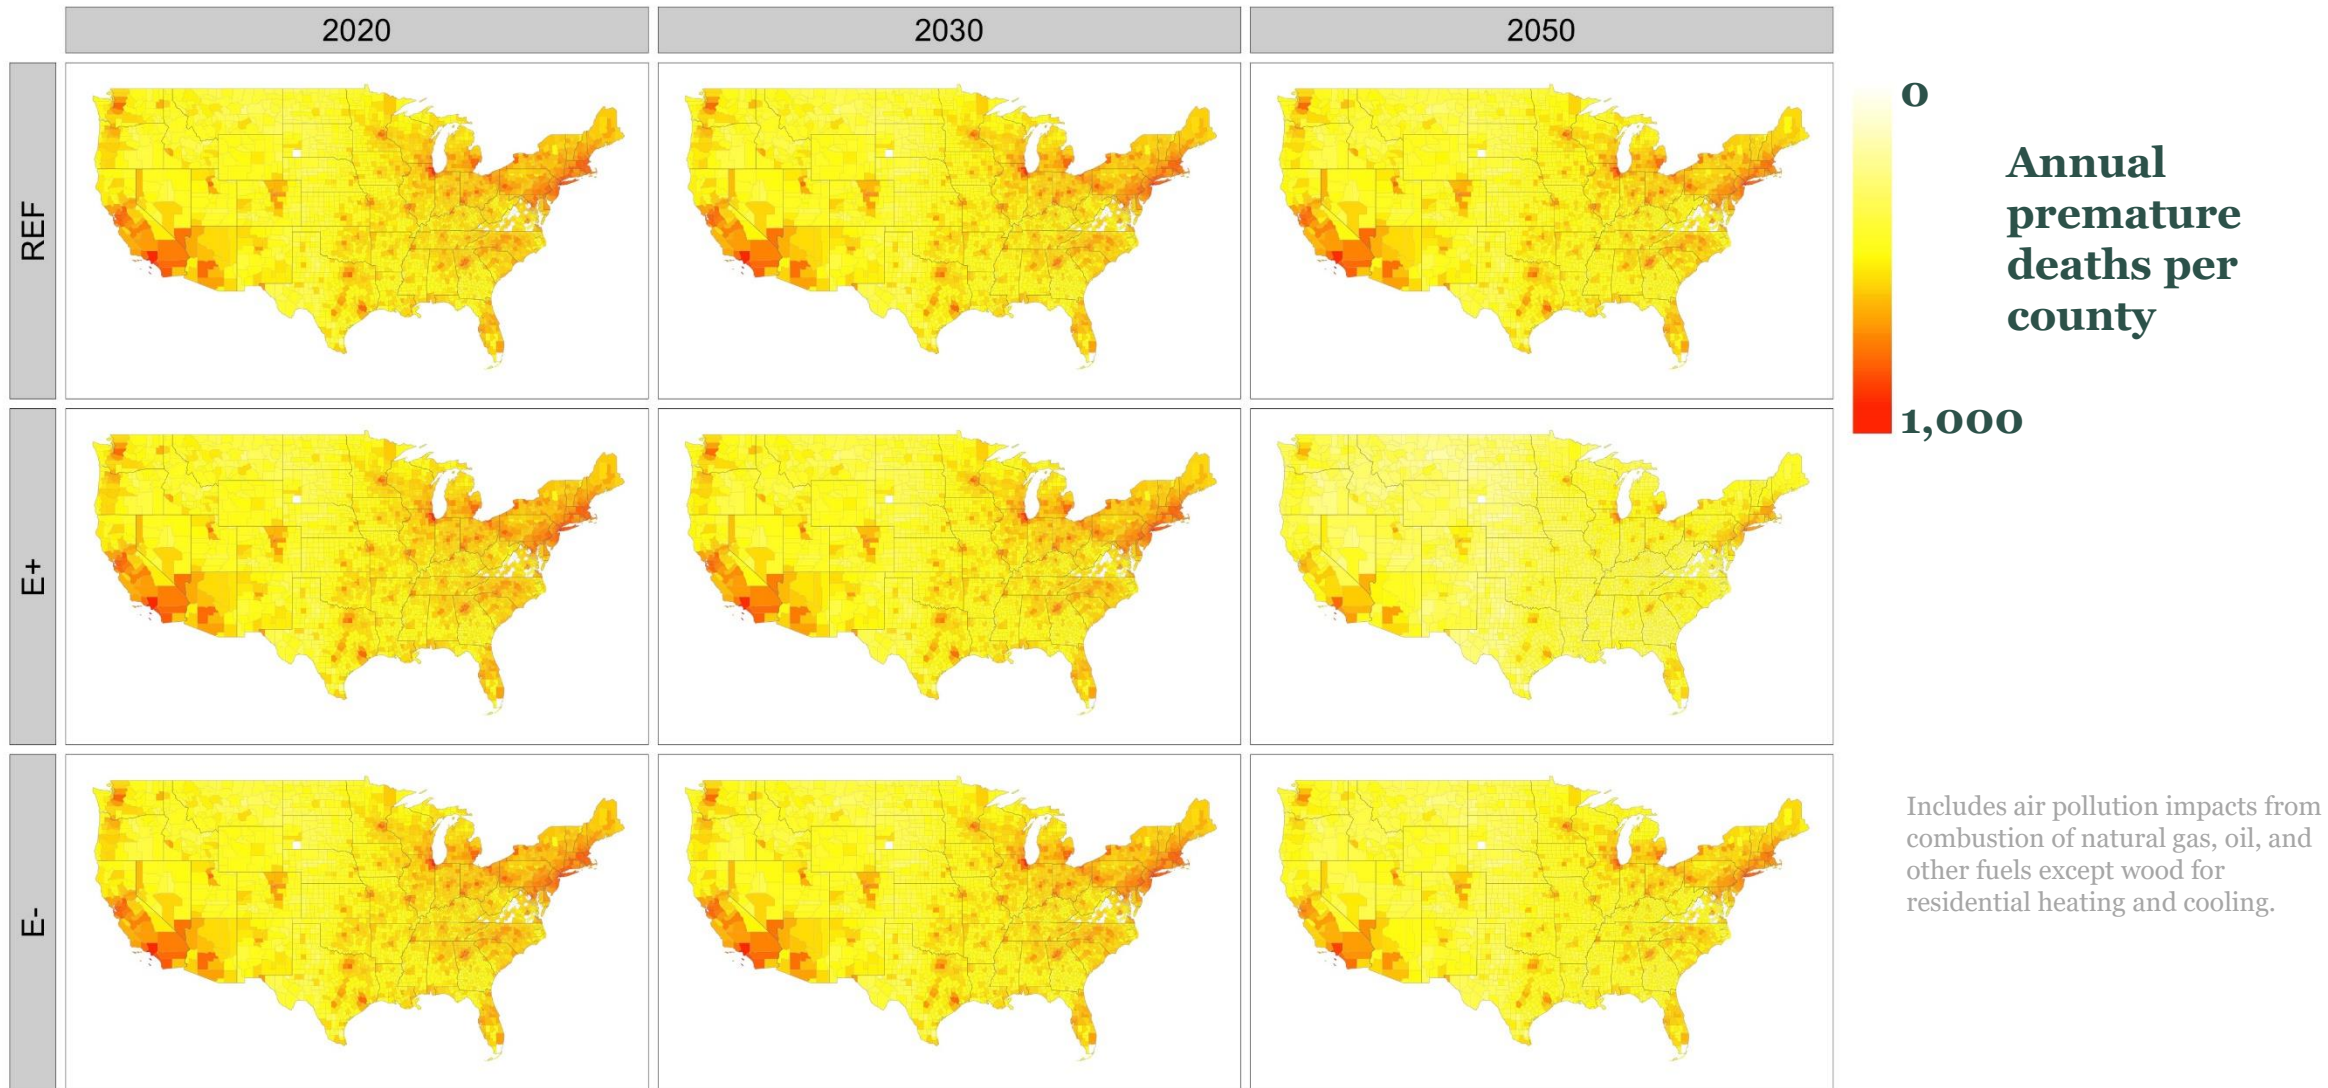 2020
2030
2050
REF
E+
E-
0
Annual
premature
deaths per
county
1,000
Includes air pollution impacts from
combustion of natural gas, oil, and
other fuels except wood for
residential heating and cooling.